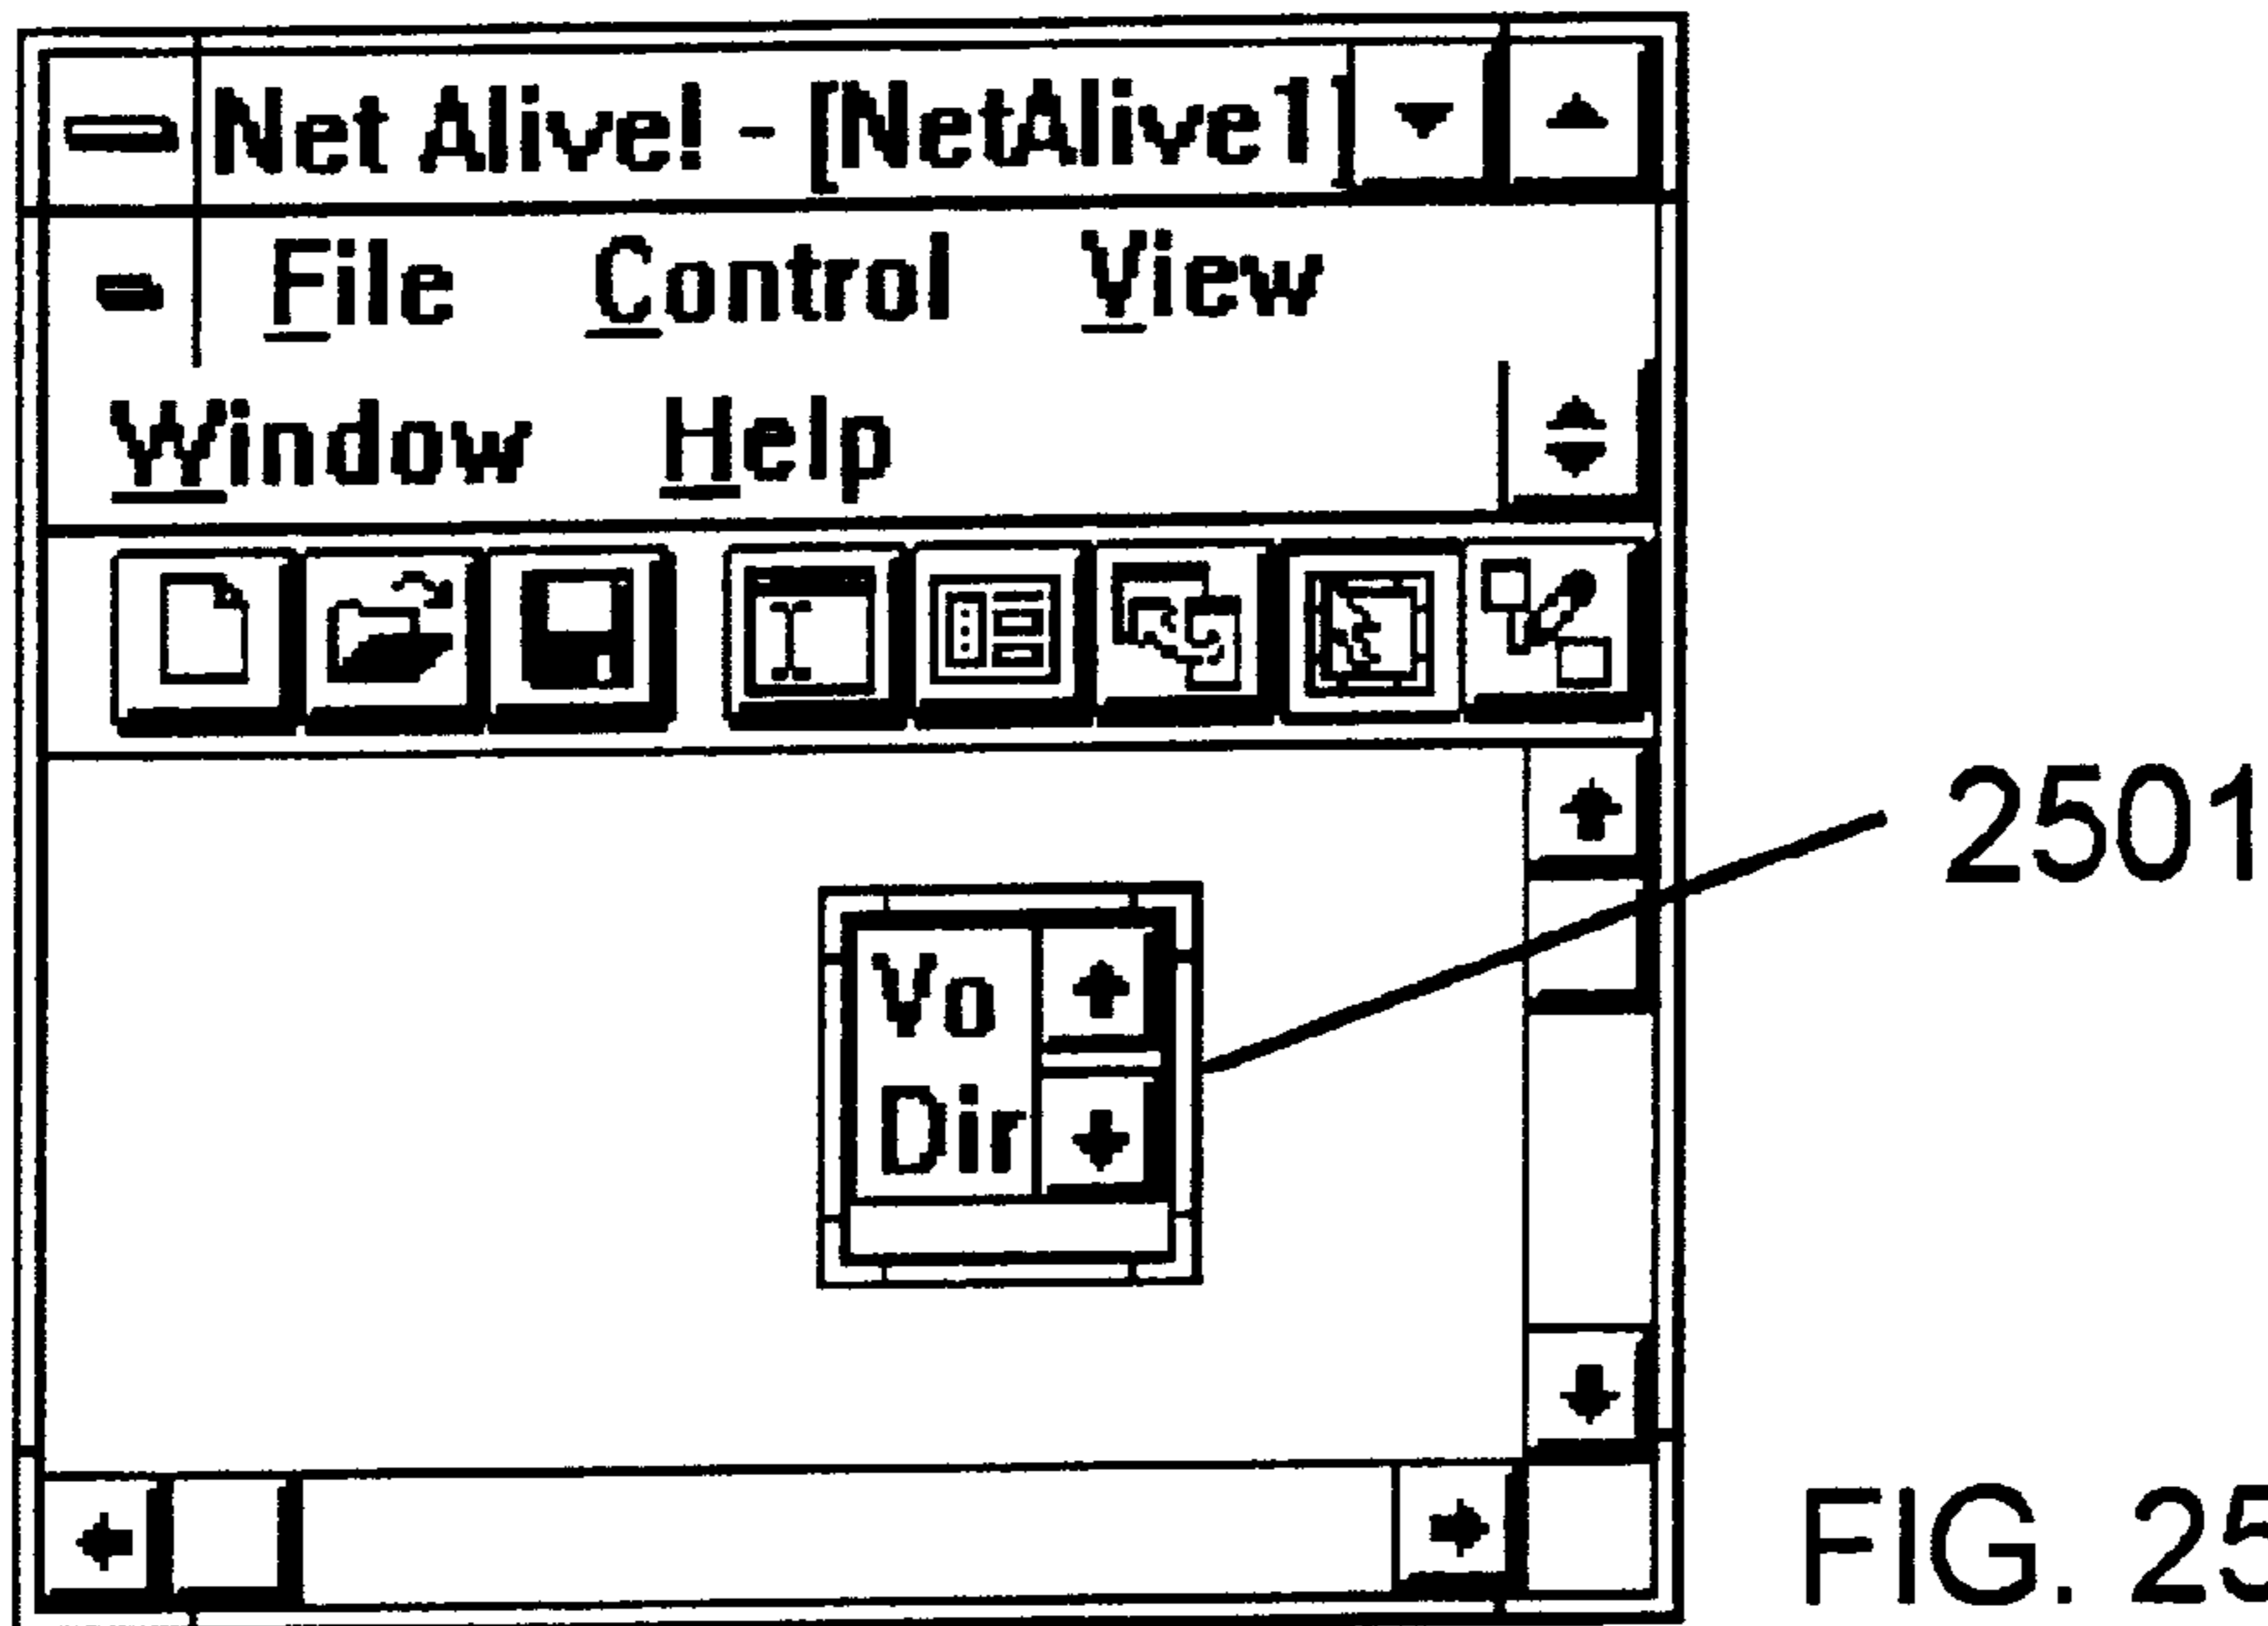 Net Alive! - [NetAlive1]
File Control View
Window Help
2501
Vo
Dir
FIG. 25